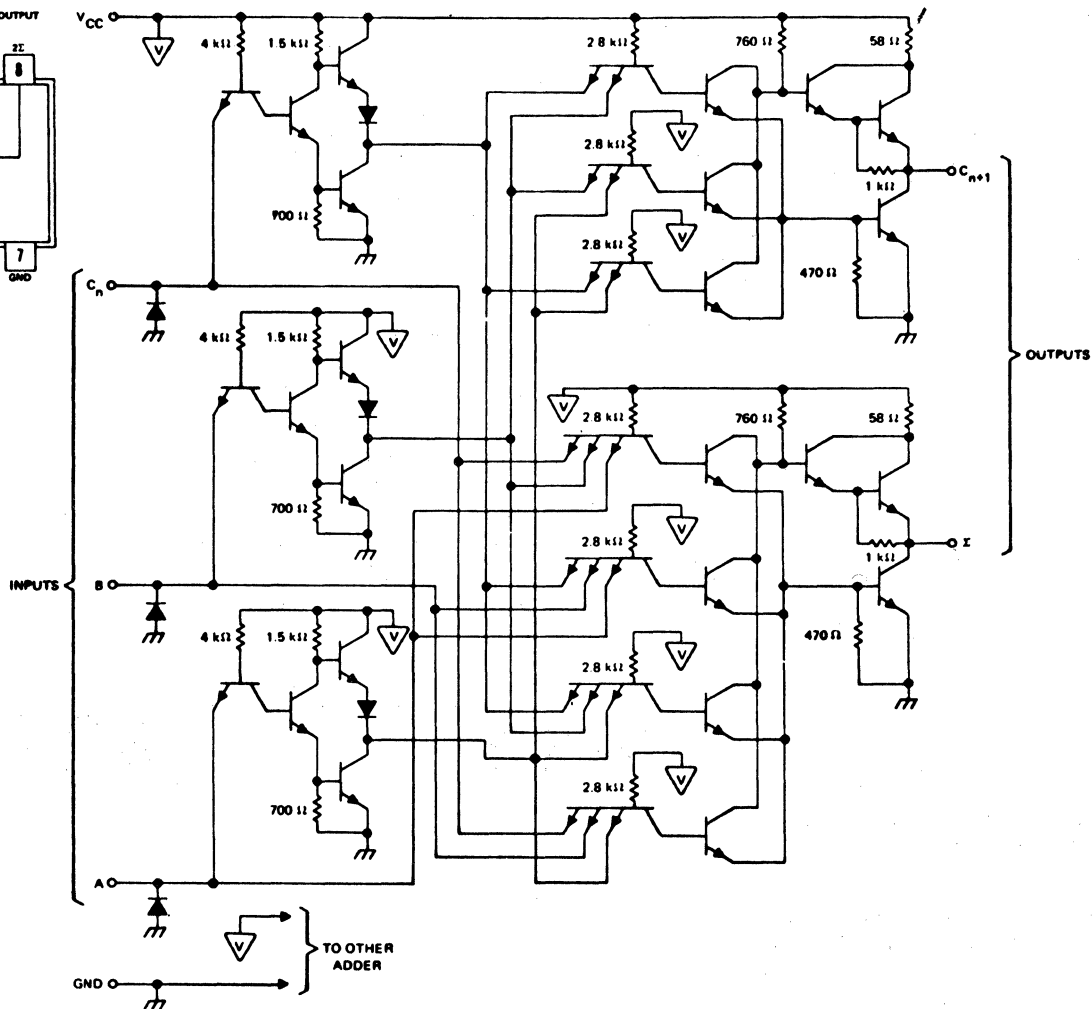 OUTPUT
2Σ
8
7
GND
VCC
V
4 kΩ
1.5 kΩ
900 Ω
2.8 kΩ
760 Ω
58 Ω
V
2.8 kΩ
1 kΩ
Cn+1
V
2.8 kΩ
470 Ω
Cn
4 kΩ
1.5 kΩ
V
700 Ω
OUTPUTS
V
2.8 kΩ
760 Ω
58 Ω
V
2.8 kΩ
1 kΩ
Σ
INPUTS
B
4 kΩ
1.5 kΩ
V
700 Ω
V
2.8 kΩ
470 Ω
V
2.8 kΩ
A
V
TO OTHER
ADDER
GND